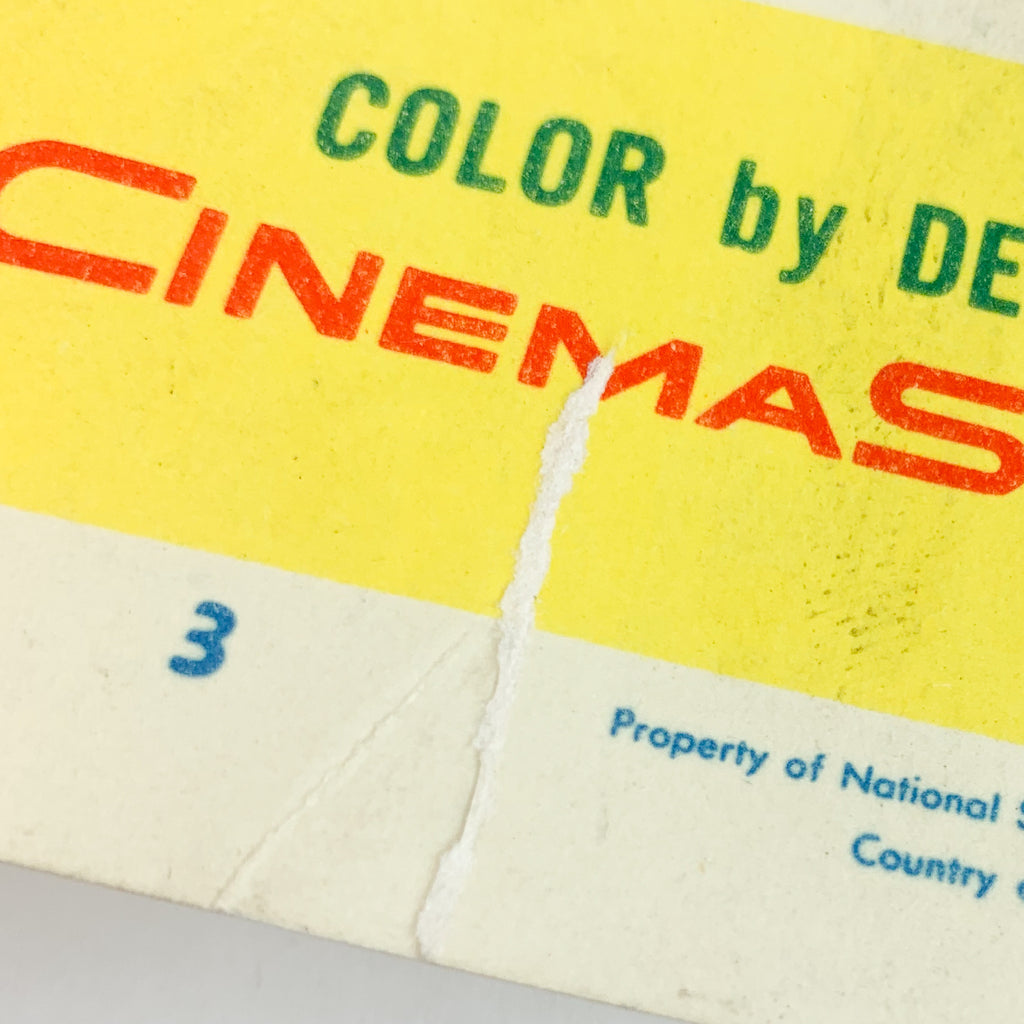 COLOR by DE
CINEMAS
3
Property of National
Country